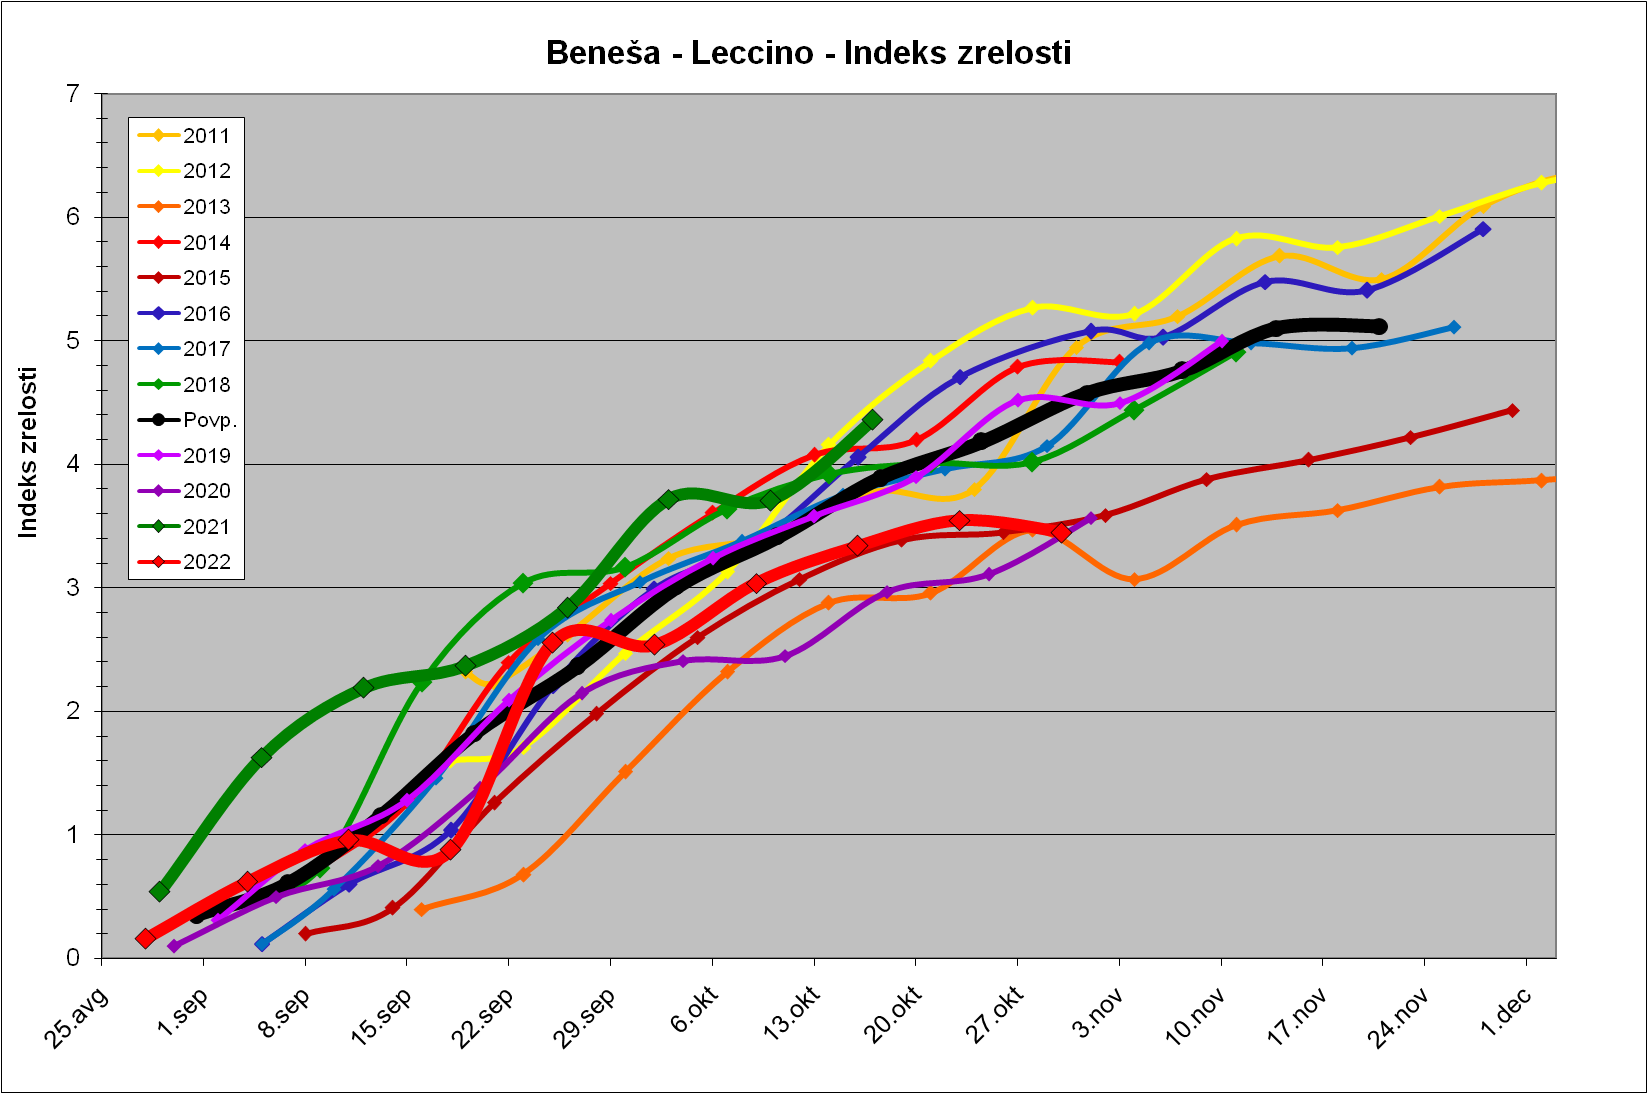 Beneša - Leccino - Indeks zrelosti
Indeks zrelosti
7
6
5
4
3
2
1
0
2011
2012
2013
2014
2015
2016
2017
2018
Povp.
2019
2020
2021
2022
25.avg
1.sep
8.sep
15.sep
22.sep
29.sep
6.okt
13.okt
20.okt
27.okt
3.nov
10.nov
17.nov
24.nov
1.dec